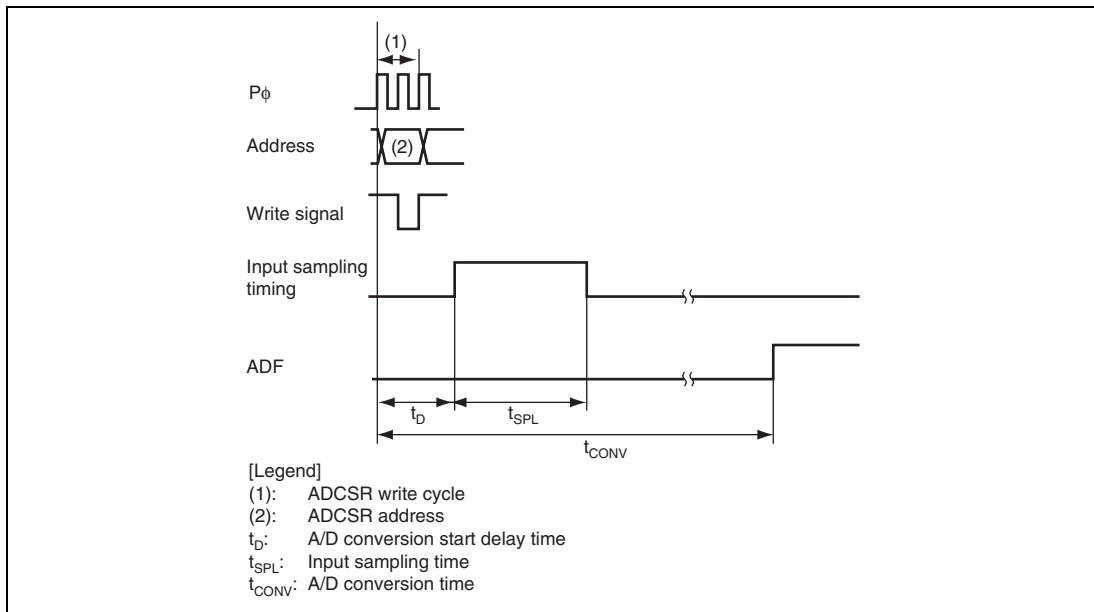 (1)
Pϕ
Address
(2)
Write signal
Input sampling
timing
ADF
tD
tSPL
tCONV
[Legend]
(1): ADCSR write cycle
(2): ADCSR address
tD: A/D conversion start delay time
tSPL: Input sampling time
tCONV: A/D conversion time